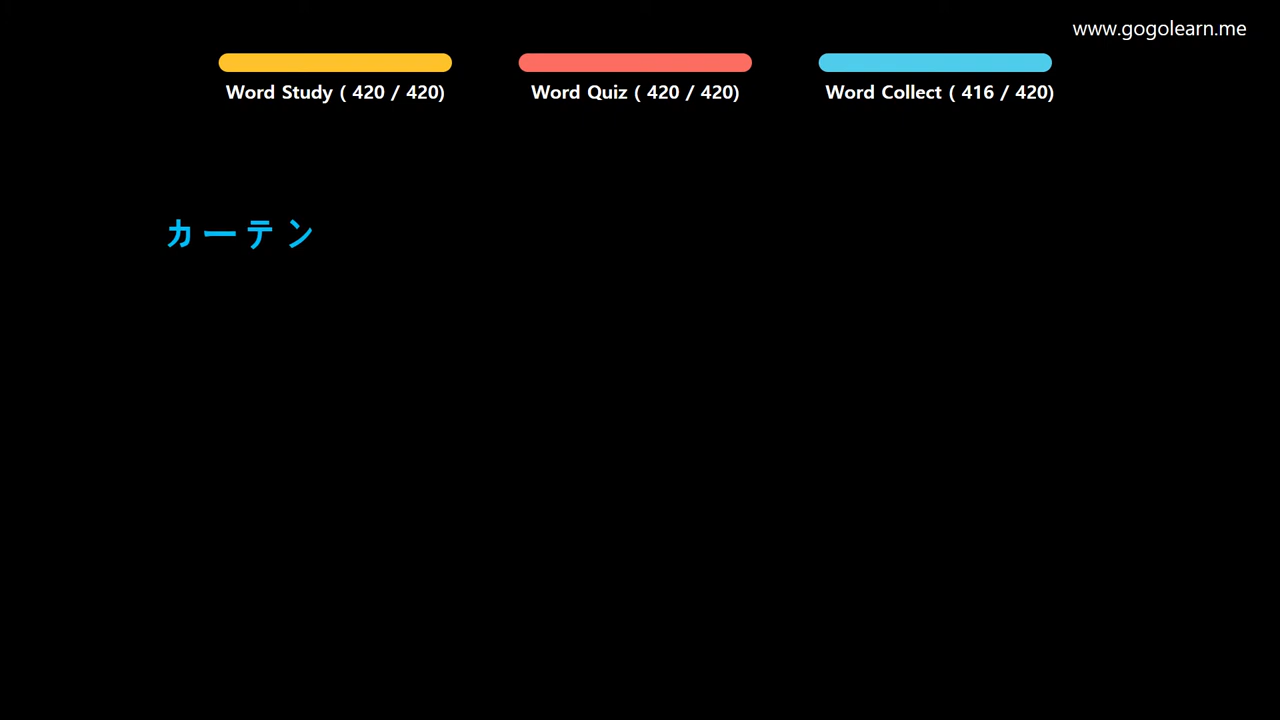 www.gogolearn.me
Word Study ( 420 / 420)
Word Quiz ( 420 / 420)
Word Collect ( 416 / 420)
カーテン